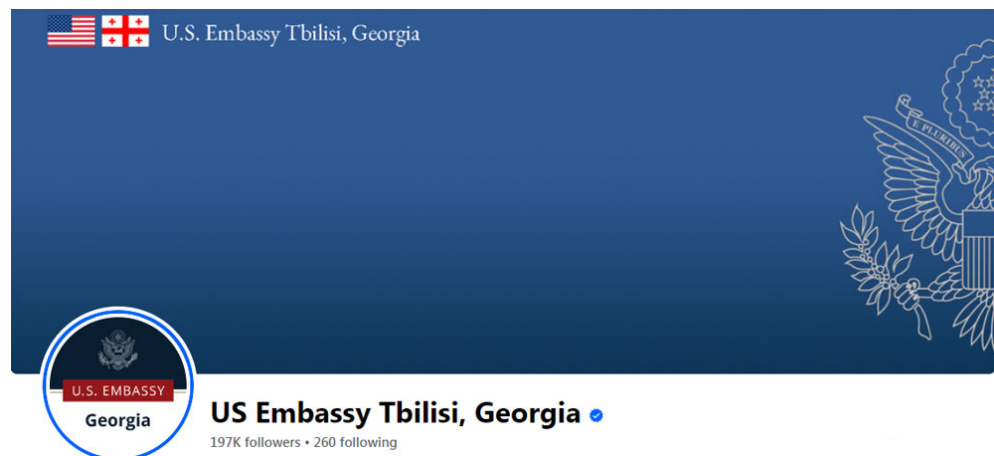 U.S. Embassy Tbilisi, Georgia
E PLURIBUS
U.S. EMBASSY
Georgia
US Embassy Tbilisi, Georgia
197K followers • 260 following